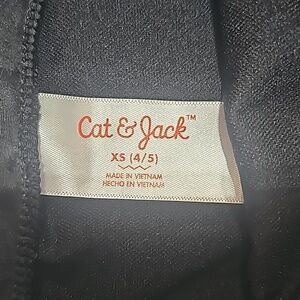 Cat & Jack™
XS (4/5)
MADE IN VIETNAM
HECHO EN VIETNAM